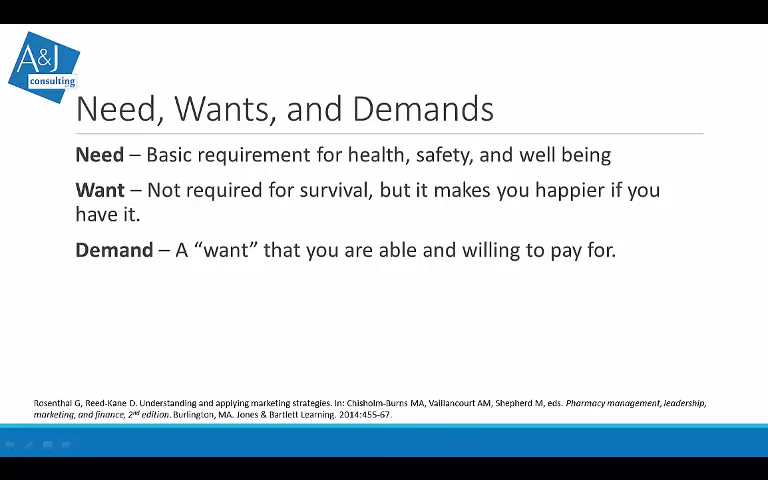 A&J
consulting
Need, Wants, and Demands
Need – Basic requirement for health, safety, and well being
Want – Not required for survival, but it makes you happier if you
have it.
Demand – A “want” that you are able and willing to pay for.
Rosenthal G, Reed-Kane D. Understanding and applying marketing strategies. In: Chisholm-Burns MA, Vaillancourt AM, Shepherd M, eds. Pharmacy management, leadership,
marketing, and finance, 2nd edition. Burlington, MA. Jones & Bartlett Learning. 2014:455-67.